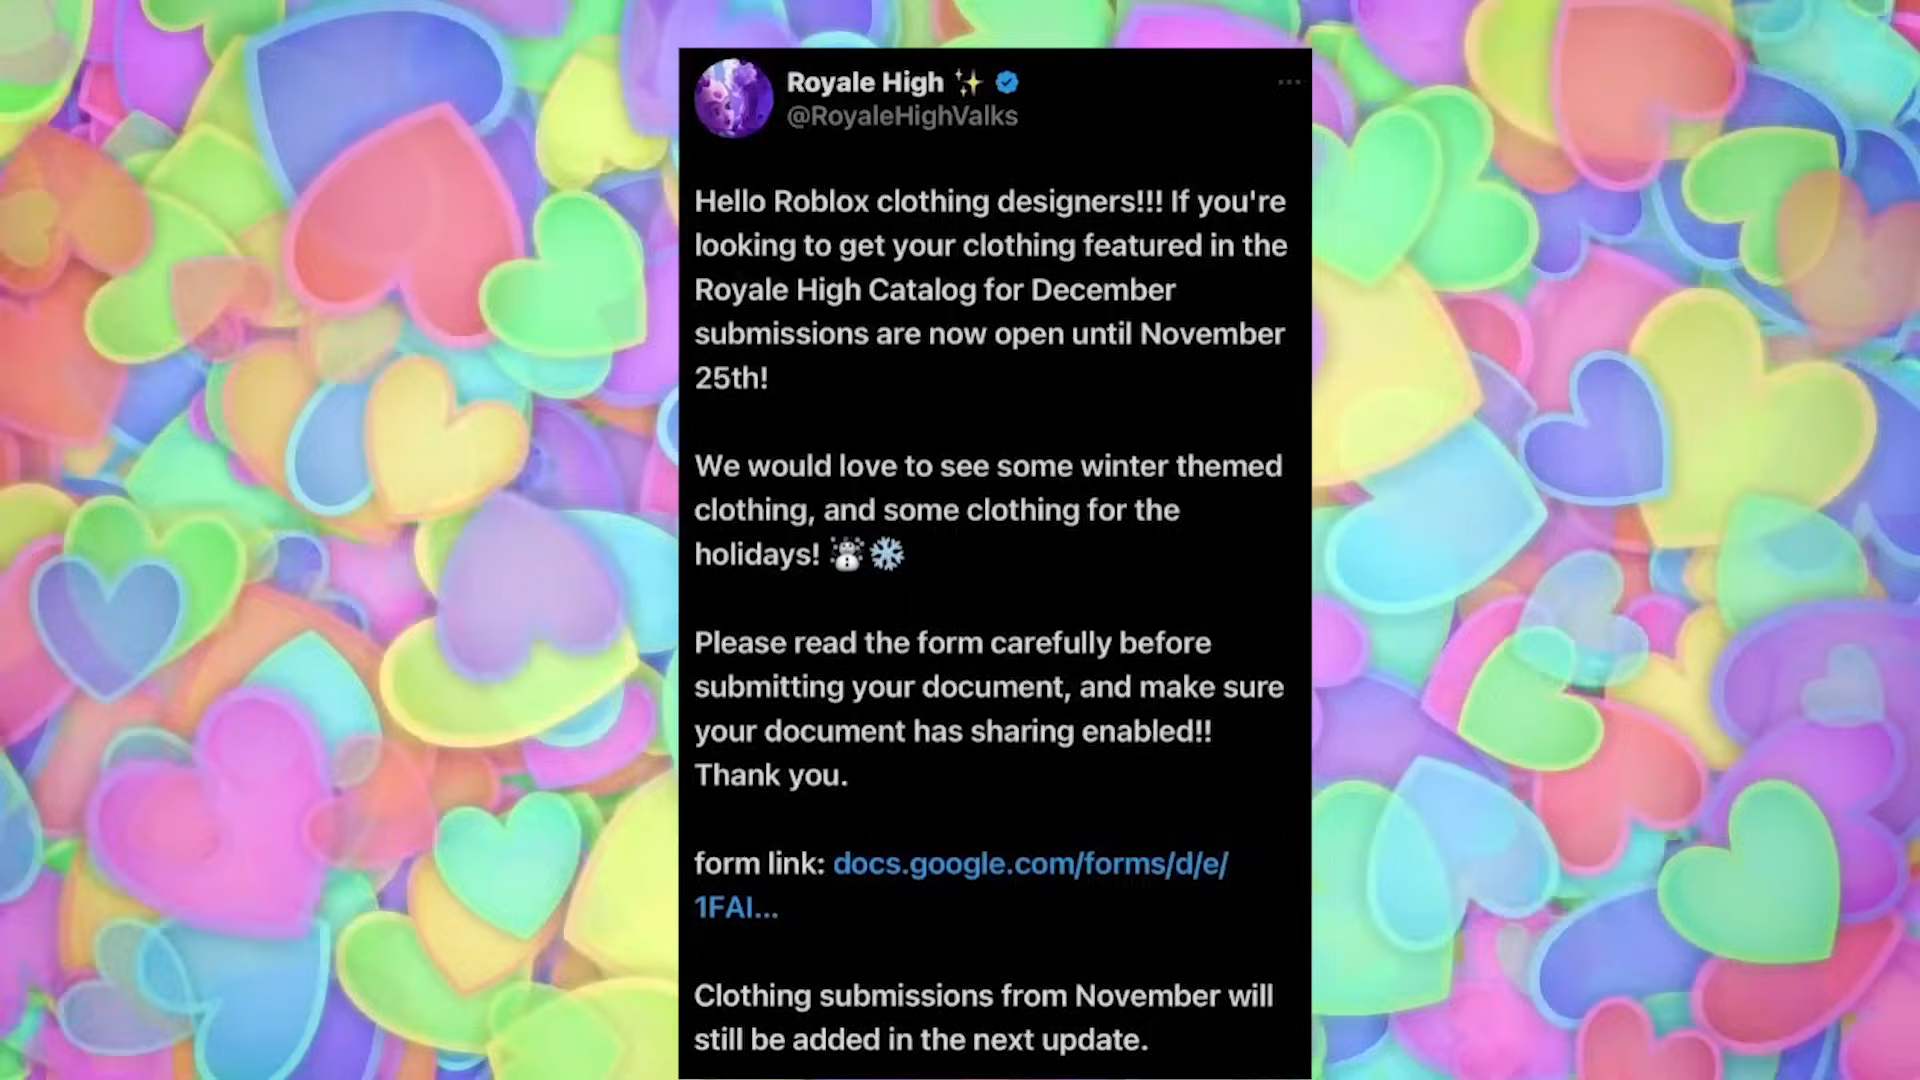 Royale High ✨
@RoyaleHighValks
Hello Roblox clothing designers!!! If you're
looking to get your clothing featured in the
Royale High Catalog for December
submissions are now open until November
25th!
We would love to see some winter themed
clothing, and some clothing for the
holidays! ☃️❄️
Please read the form carefully before
submitting your document, and make sure
your document has sharing enabled!!
Thank you.
form link: docs.google.com/forms/d/e/
1FAI...
Clothing submissions from November will
still be added in the next update.